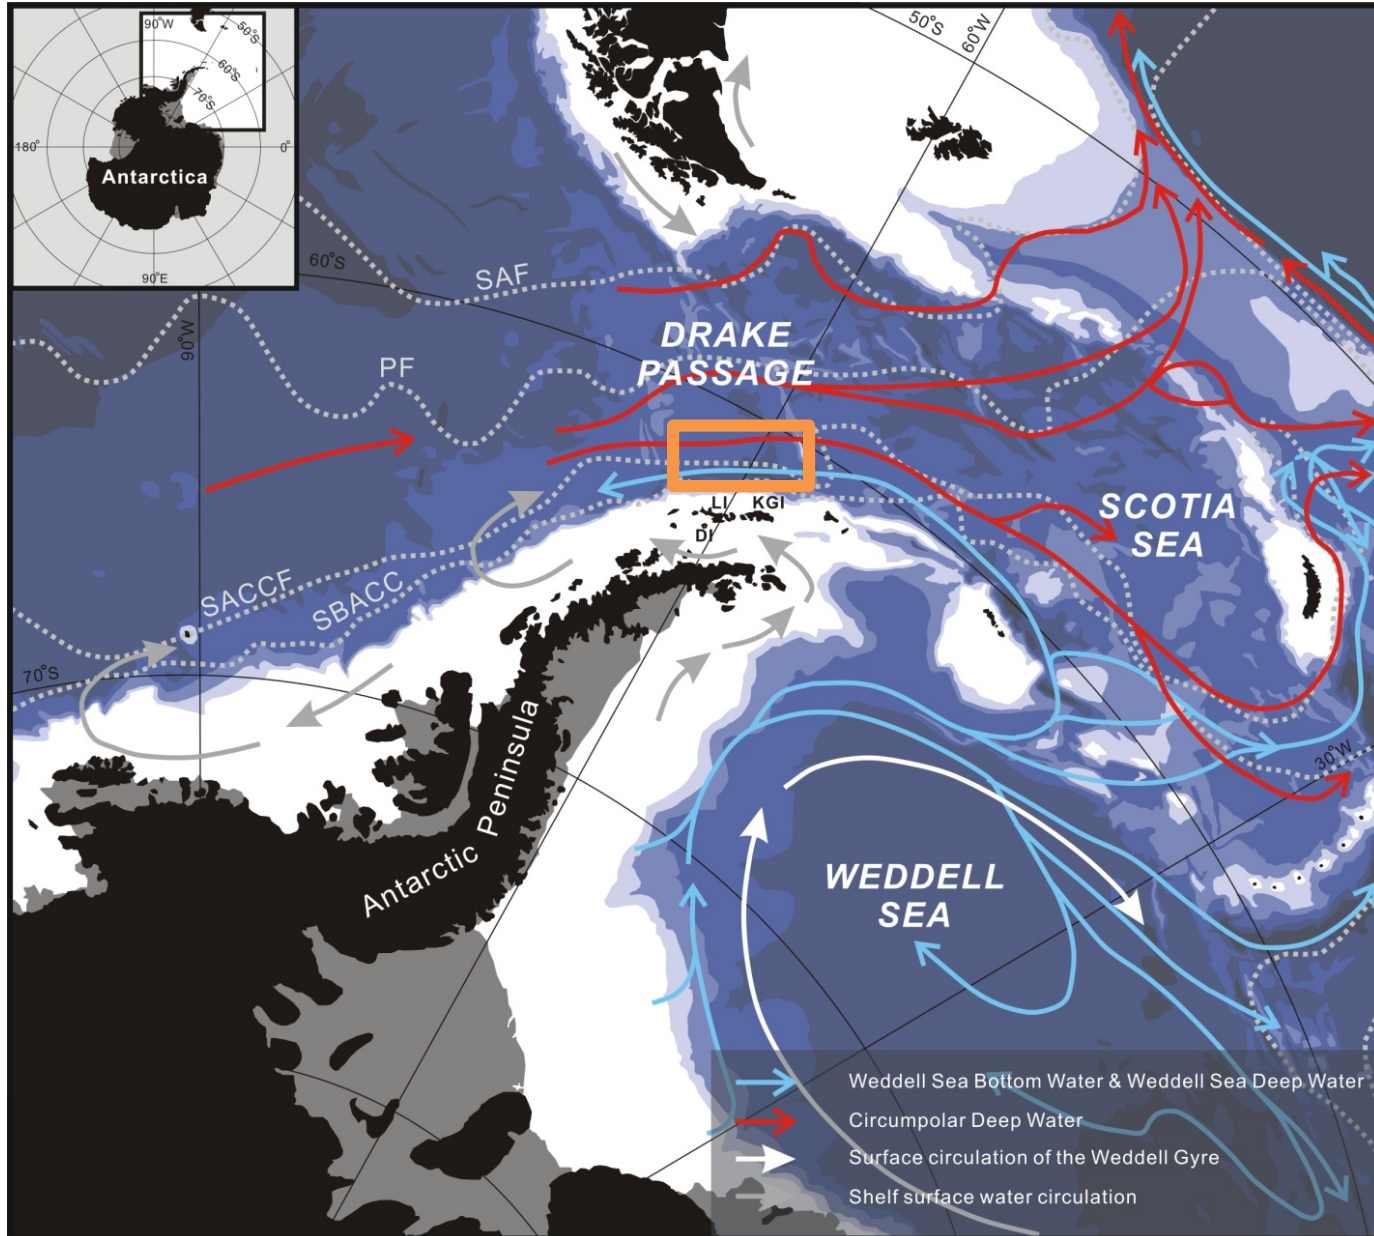 90°W
50°S
60°S
70°S
180°
0°
Antarctica
90°E
50°S
60°W
60°S
SAF
90°W
DRAKE
PASSAGE
PF
LI KGI
DI
SCOTIA
SEA
SACCF
SBACC
70°S
30°W
Antarctic Peninsula
WEDDELL
SEA
Weddell Sea Bottom Water & Weddell Sea Deep Water
Circumpolar Deep Water
Surface circulation of the Weddell Gyre
Shelf surface water circulation